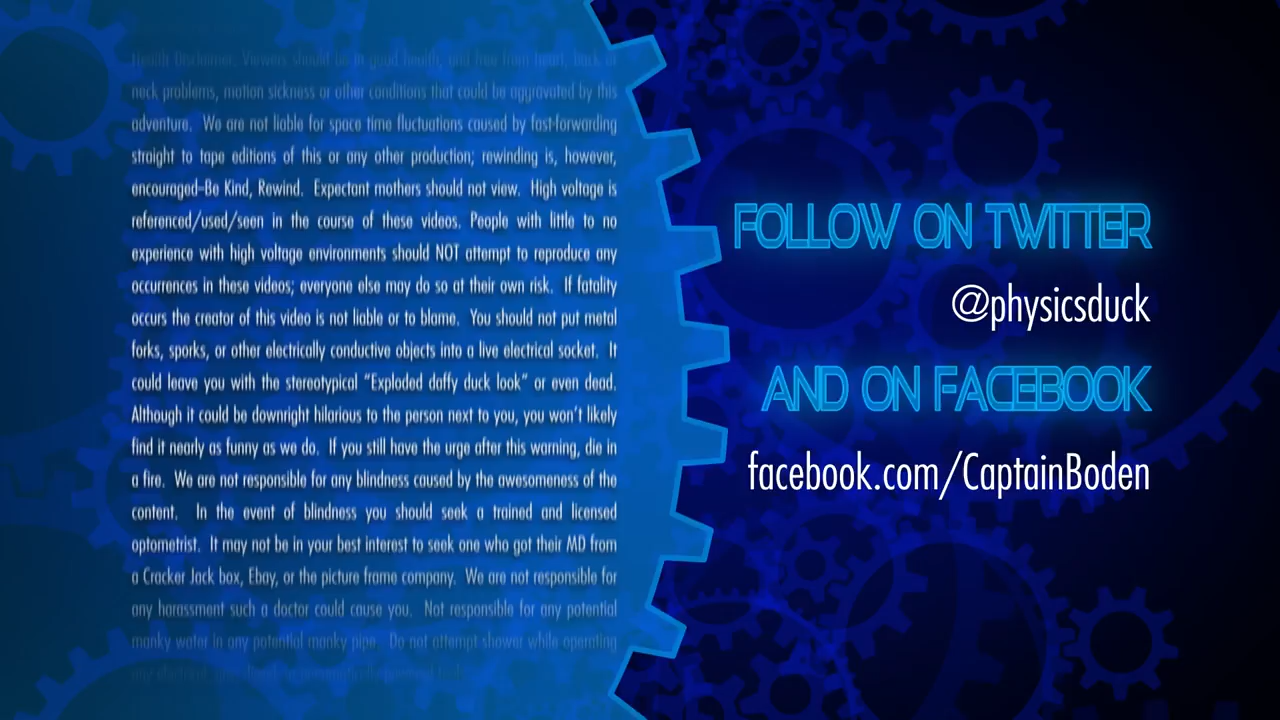 Health Disclaimer. Viewers should be in good health, and free from heart, back or
neck problems, motion sickness or other conditions that could be aggravated by this
adventure. We are not liable for space time fluctuations caused by fast-forwarding
straight to tape editions of this or any other production; rewinding is, however,
encouraged–Be Kind, Rewind. Expectant mothers should not view. High voltage is
referenced/used/seen in the course of these videos. People with little to no
experience with high voltage environments should NOT attempt to reproduce any
occurrences in these videos; everyone else may do so at their own risk. If fatality
occurs the creator of this video is not liable or to blame. You should not put metal
forks, sporks, or other electrically conductive objects into a live electrical socket. It
could leave you with the stereotypical “Exploded daffy duck look” or even dead.
Although it could be downright hilarious to the person next to you, you won’t likely
find it nearly as funny as we do. If you still have the urge after this warning, die in
a fire. We are not responsible for any blindness caused by the awesomeness of the
content. In the event of blindness you should seek a trained and licensed
optometrist. It may not be in your best interest to seek one who got their MD from
a Cracker Jack box, Ebay, or the picture frame company. We are not responsible for
any harassment such a doctor could cause you. Not responsible for any potential
manky water in any potential manky pipe. Do not attempt shower while operating
any
FOLLOW ON TWITTER
@physicsduck
AND ON FACEBOOK
facebook.com/CaptainBoden